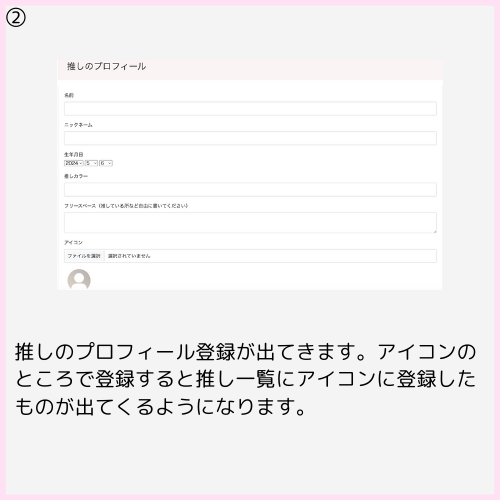 ②
推しのプロフィール
名前
ニックネーム
生年月日
2024 5 6
推しカラー
フリースペース（推している所など自由に書いてください）
アイコン
ファイルを選択 選択されていません
推しのプロフィール登録が出てきます。アイコンの
ところで登録すると推し一覧にアイコンに登録した
ものが出てくるようになります。